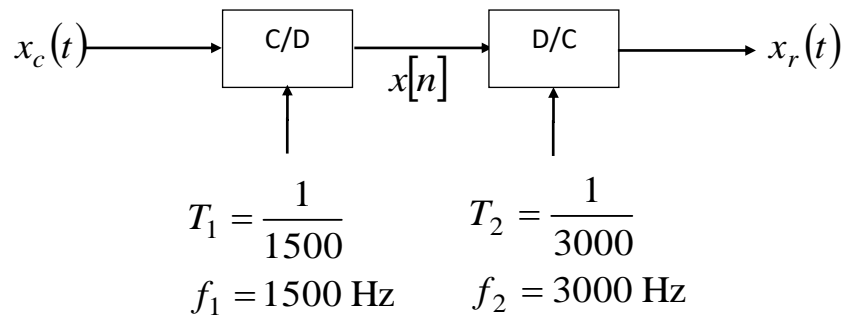 x_c(t) C/D x[n] D/C x_r(t)
T_1 = 1/1500 T_2 = 1/3000
f_1 = 1500 Hz f_2 = 3000 Hz